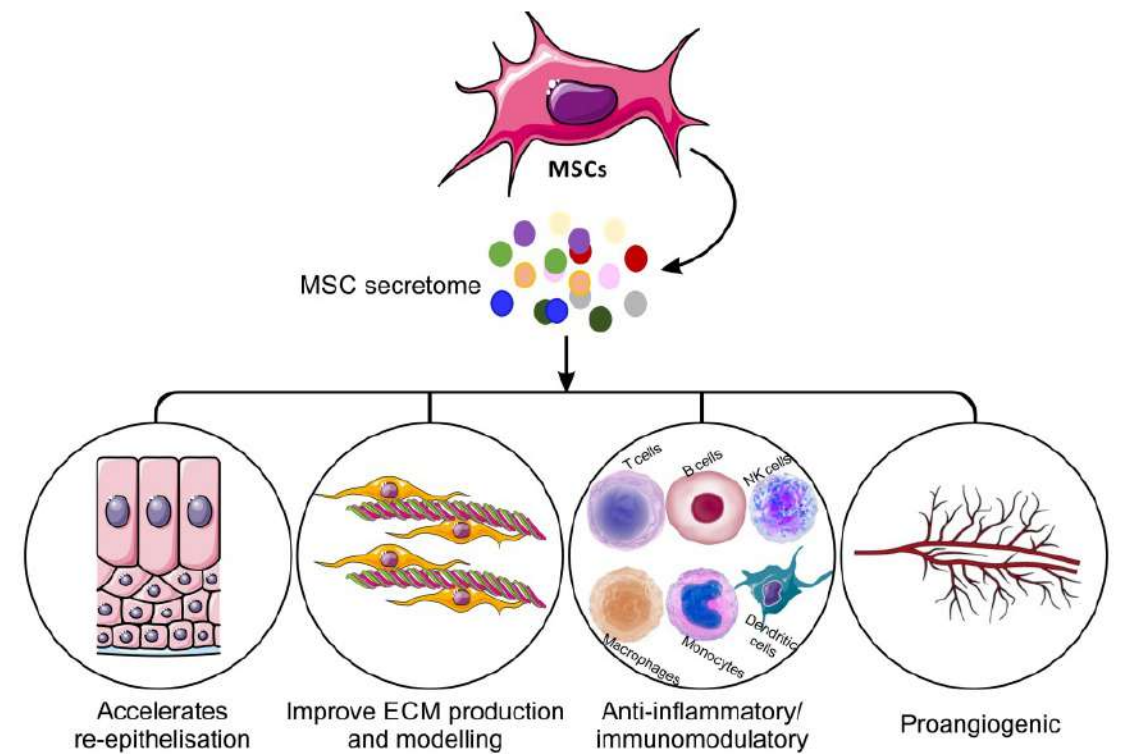 MSCs
MSC secretome
T cells
B cells
NK cells
Macrophages
Monocytes
Dendritic
cells
Accelerates
re-epithelisation
Improve ECM production
and modelling
Anti-inflammatory/
immunomodulatory
Proangiogenic